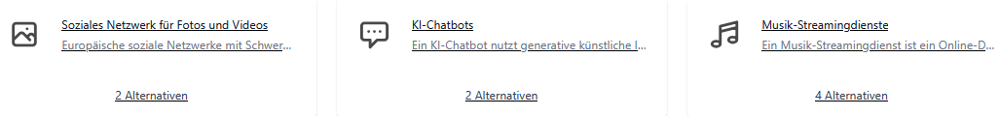 Soziales Netzwerk für Fotos und Videos
Europäische soziale Netzwerke mit Schwer...
2 Alternativen
KI-Chatbots
Ein KI-Chatbot nutzt generative künstliche I...
2 Alternativen
Musik-Streamingdienste
Ein Musik-Streamingdienst ist ein Online-D...
4 Alternativen